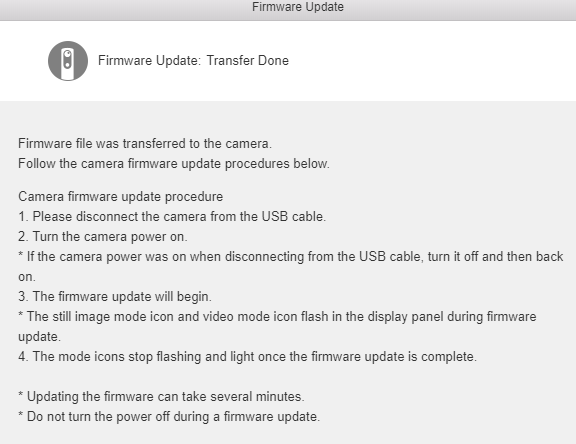 Firmware Update
Firmware Update: Transfer Done
Firmware file was transferred to the camera.
Follow the camera firmware update procedures below.
Camera firmware update procedure
1. Please disconnect the camera from the USB cable.
2. Turn the camera power on.
* If the camera power was on when disconnecting from the USB cable, turn it off and then back
on.
3. The firmware update will begin.
* The still image mode icon and video mode icon flash in the display panel during firmware
update.
4. The mode icons stop flashing and light once the firmware update is complete.
* Updating the firmware can take several minutes.
* Do not turn the power off during a firmware update.